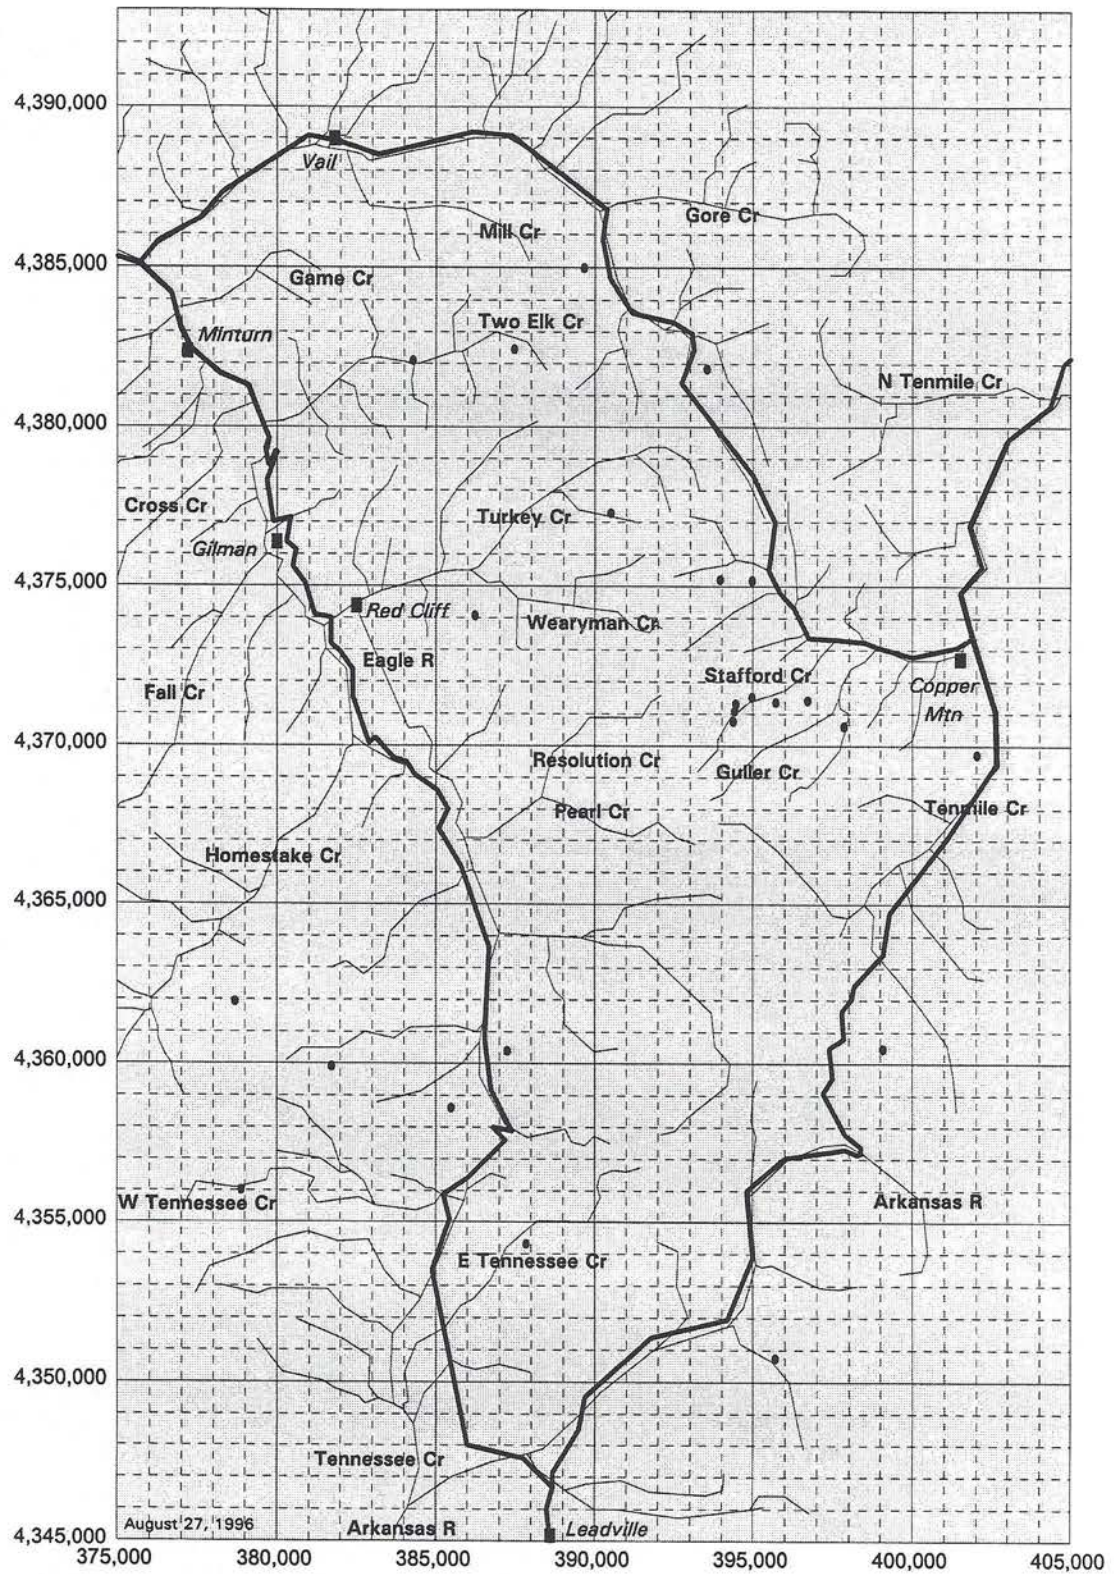 4,390,000
Vail
Gore Cr
Mill Cr
4,385,000
Game Cr
Two Elk Cr
Minturn
N Tenmile Cr
4,380,000
Cross Cr
Turkey Cr
Gilman
4,375,000
Red Cliff
Wearyman Cr
Eagle R
Stafford Cr
Fall Cr
Copper
Mtn
4,370,000
Resolution Cr
Guller Cr
Pearl Cr
Tenmile Cr
Homestake Cr
4,365,000
4,360,000
W Tennessee Cr
Arkansas R
4,355,000
E Tennessee Cr
4,350,000
Tennessee Cr
August 27, 1996
Arkansas R
Leadville
4,345,000
375,000 380,000 385,000 390,000 395,000 400,000 405,000